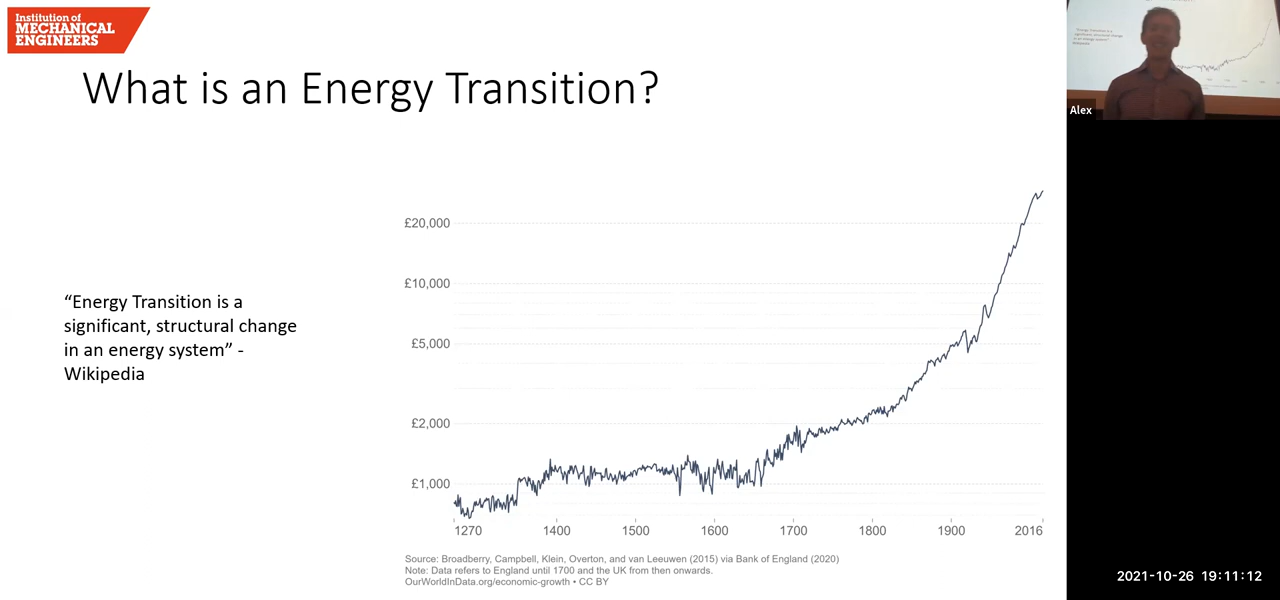 Institution of
MECHANICAL
ENGINEERS
What is an Energy Transition?
“Energy Transition is a
significant, structural change
in an energy system” -
Wikipedia
£20,000
£10,000
£5,000
£2,000
£1,000
1270 1400 1500 1600 1700 1800 1900 2016
Source: Broadberry, Campbell, Klein, Overton, and van Leeuwen (2015) via Bank of England (2020)
Note: Data refers to England until 1700 and the UK from then onwards.
OurWorldInData.org/economic-growth • CC BY
Alex
2021-10-26 19:11:12